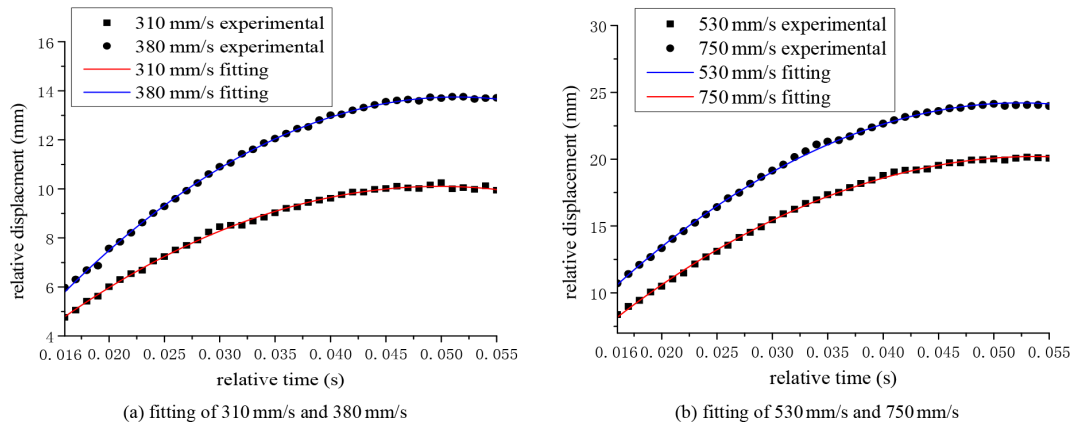 310 mm/s experimental
380 mm/s experimental
310 mm/s fitting
380 mm/s fitting
16
14
12
10
8
6
4
relative displacement (mm)
0.016 0.020 0.025 0.030 0.035 0.040 0.045 0.050 0.055
relative time (s)
(a) fitting of 310 mm/s and 380 mm/s
530 mm/s experimental
750 mm/s experimental
530 mm/s fitting
750 mm/s fitting
30
25
20
15
10
relative displacement (mm)
0.016 0.020 0.025 0.030 0.035 0.040 0.045 0.050 0.055
relative time (s)
(b) fitting of 530 mm/s and 750 mm/s